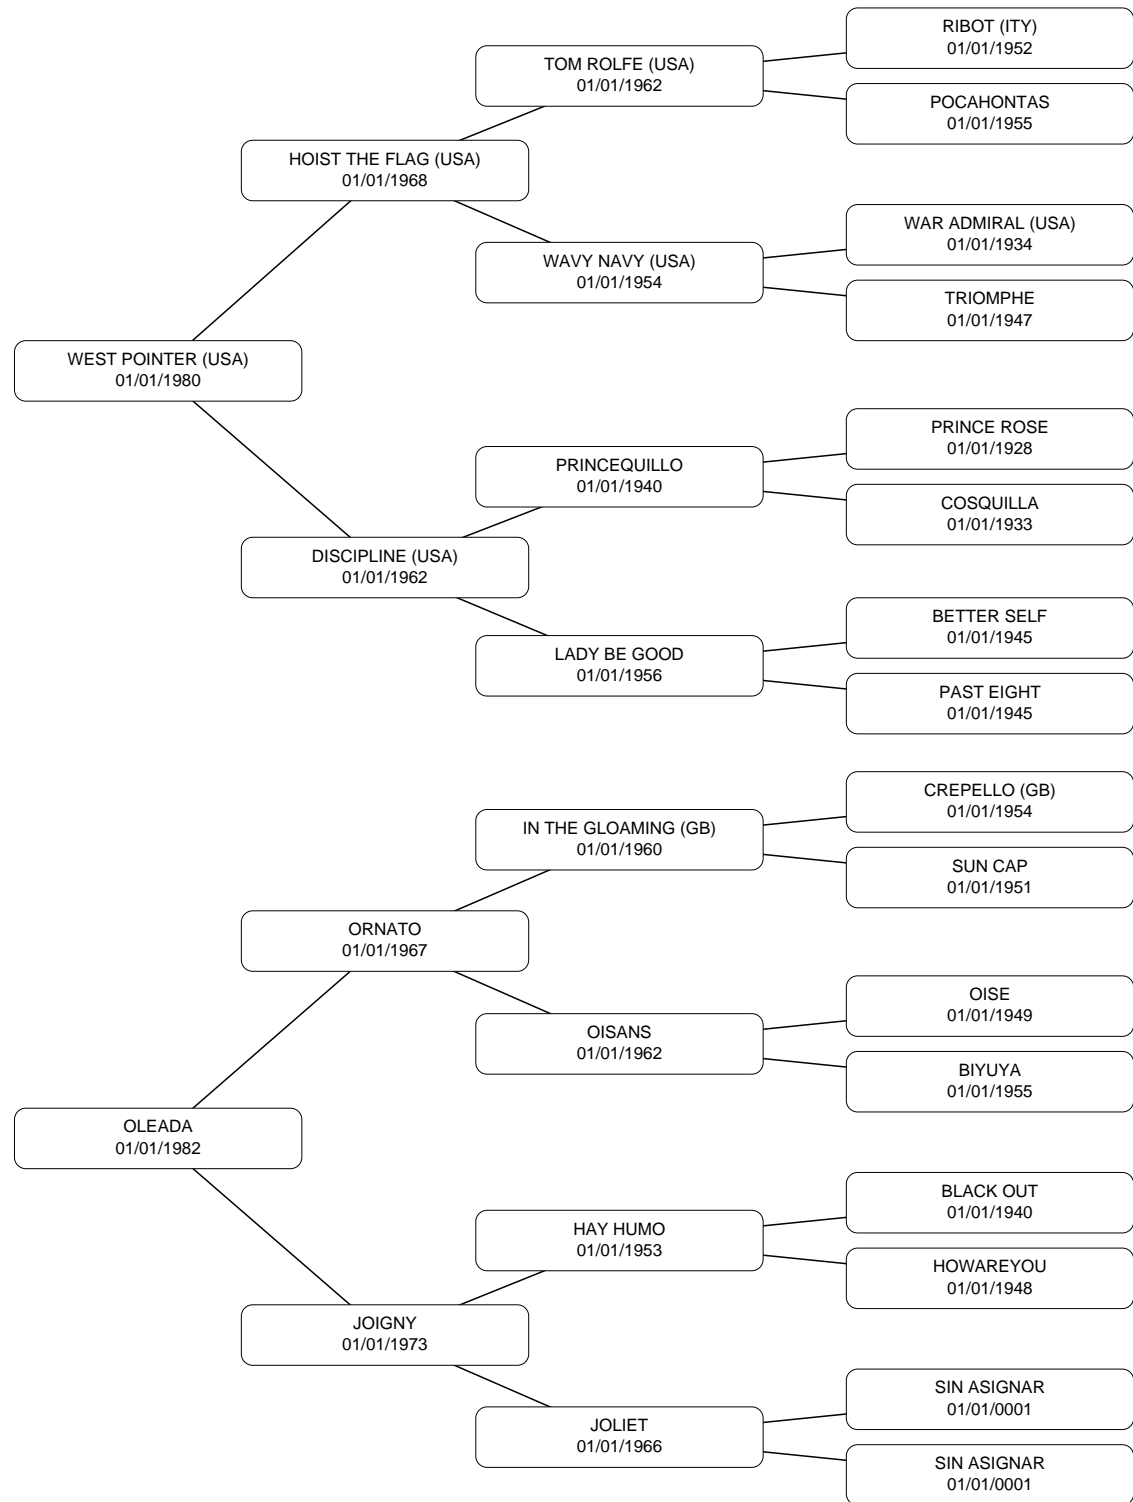 RIBOT (ITY)
01/01/1952
TOM ROLFE (USA)
01/01/1962
POCAHONTAS
01/01/1955
HOIST THE FLAG (USA)
01/01/1968
WAR ADMIRAL (USA)
01/01/1934
WAVY NAVY (USA)
01/01/1954
TRIOMPHE
01/01/1947
WEST POINTER (USA)
01/01/1980
PRINCE ROSE
01/01/1928
PRINCEQUILLO
01/01/1940
COSQUILLA
01/01/1933
DISCIPLINE (USA)
01/01/1962
BETTER SELF
01/01/1945
LADY BE GOOD
01/01/1956
PAST EIGHT
01/01/1945
CREPELLO (GB)
01/01/1954
IN THE GLOAMING (GB)
01/01/1960
SUN CAP
01/01/1951
ORNATO
01/01/1967
OISE
01/01/1949
OISANS
01/01/1962
BIYUYA
01/01/1955
OLEADA
01/01/1982
BLACK OUT
01/01/1940
HAY HUMO
01/01/1953
HOWAREYOU
01/01/1948
JOIGNY
01/01/1973
SIN ASIGNAR
01/01/0001
JOLIET
01/01/1966
SIN ASIGNAR
01/01/0001